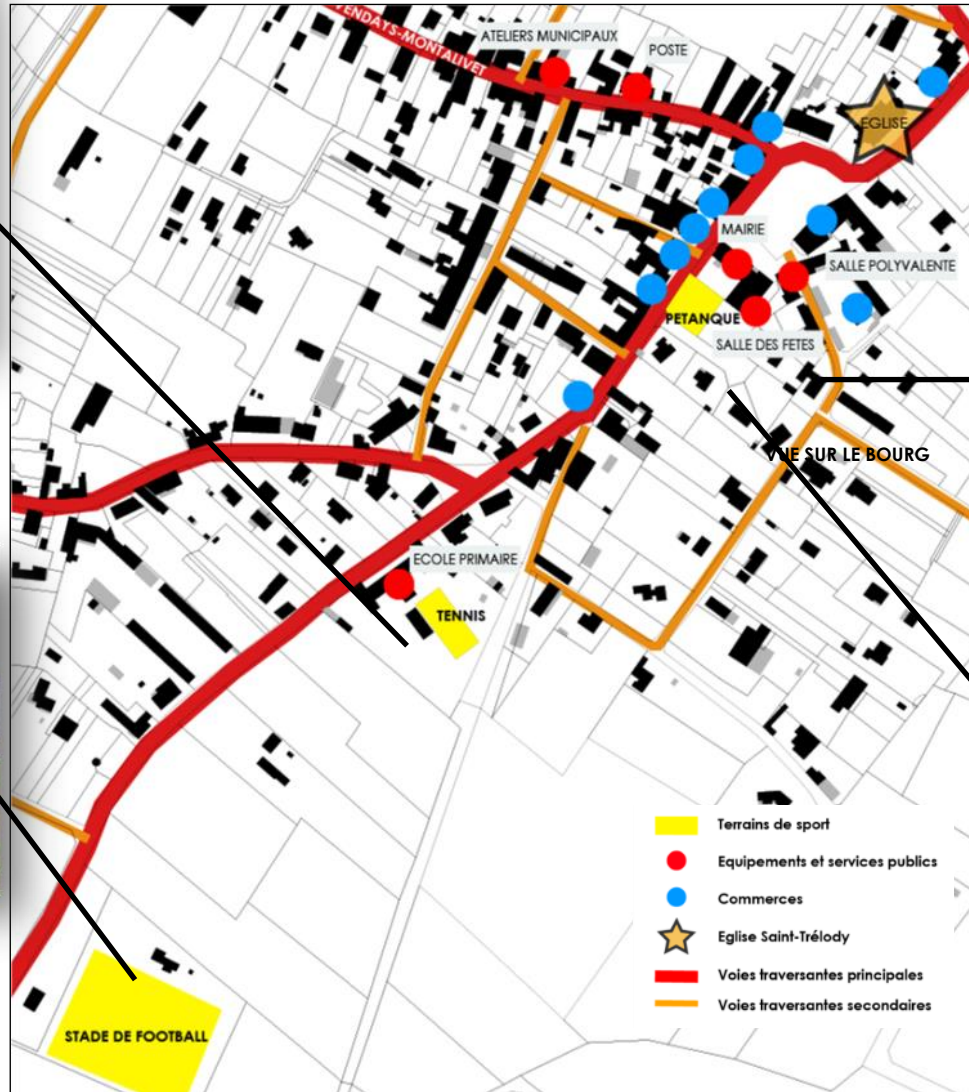 VENDAYS-MONTALIVET
ATELIERS MUNICIPAUX
POSTE
EGLISE
MAIRIE
SALLE POLYVALENTE
PETANQUE
SALLE DES FETES
VUE SUR LE BOURG
ECOLE PRIMAIRE
TENNIS
Terrains de sport
Equipements et services publics
Commerces
Eglise Saint-Trélody
Voies traversantes principales
Voies traversantes secondaires
STADE DE FOOTBALL